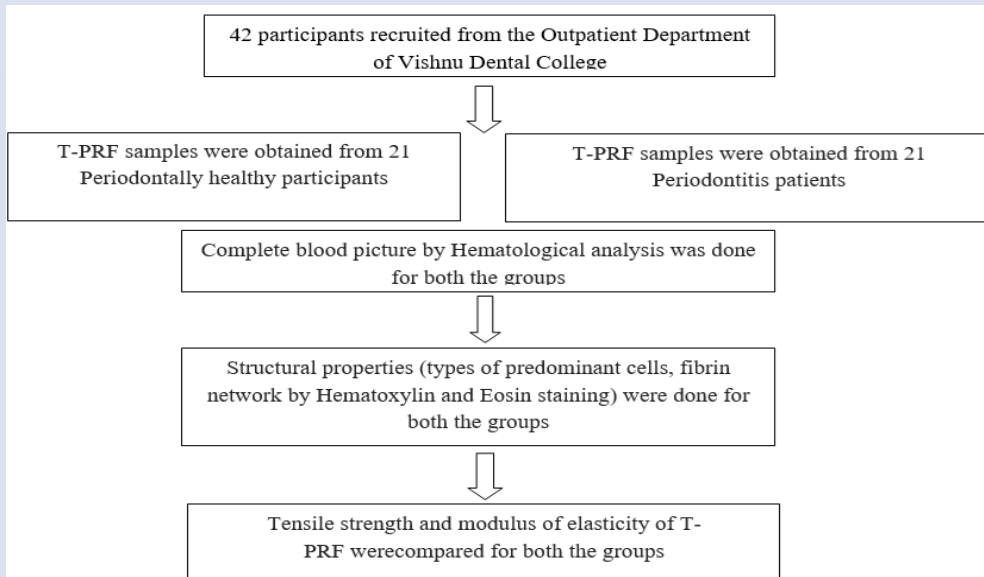 42 participants recruited from the Outpatient Department
of Vishnu Dental College
T-PRF samples were obtained from 21
Periodontally healthy participants
T-PRF samples were obtained from 21
Periodontitis patients
Complete blood picture by Hematological analysis was done
for both the groups
Structural properties (types of predominant cells, fibrin
network by Hematoxylin and Eosin staining) were done for
both the groups
Tensile strength and modulus of elasticity of T-
PRF werecompared for both the groups